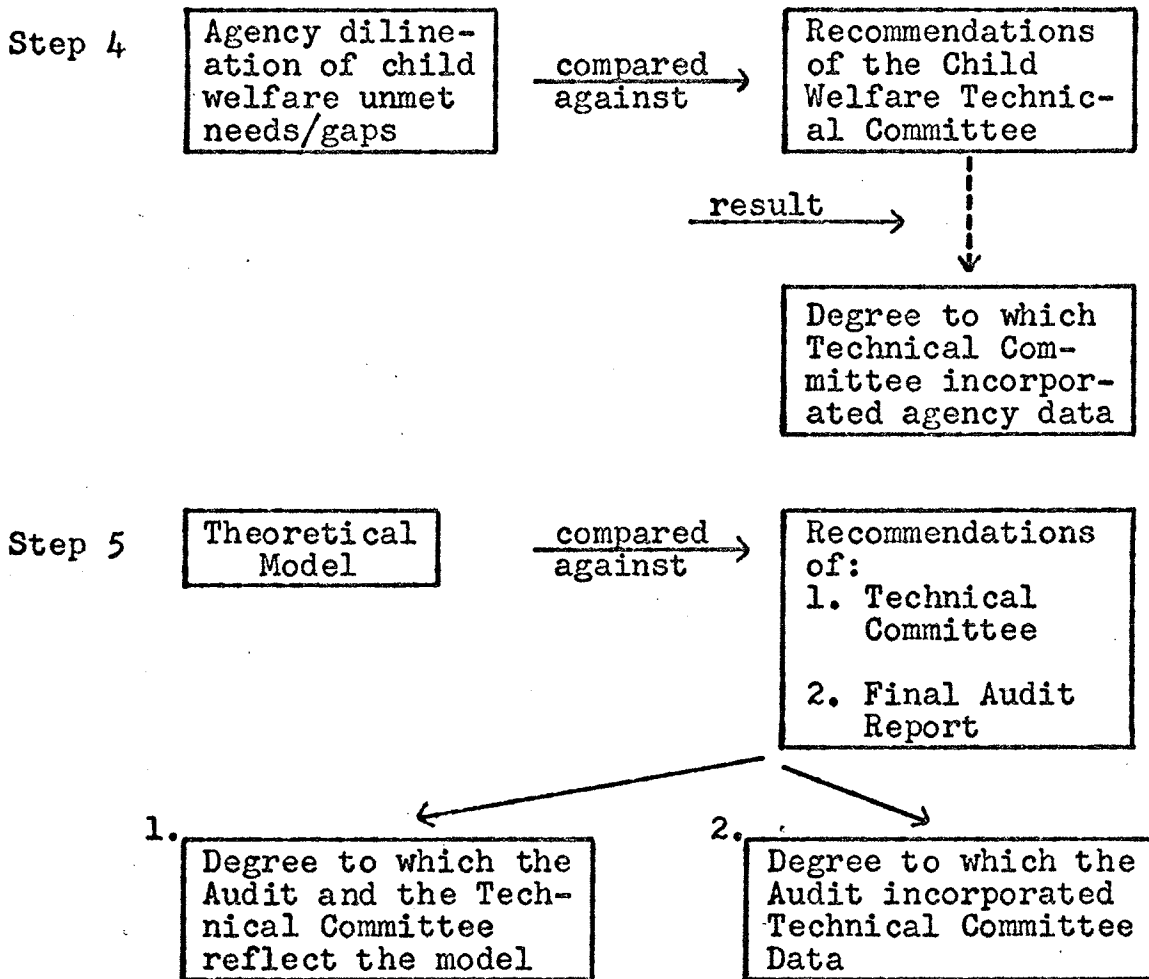 Step 4
Agency diline-
ation of child
welfare unmet
needs/gaps
compared
against
Recommendations
of the Child
Welfare Technic-
al Committee
result
Degree to which
Technical Com-
mittee incorpor-
ated agency data
Step 5
Theoretical
Model
compared
against
Recommendations
of:
1. Technical
Committee
2. Final Audit
Report
1.
Degree to which the
Audit and the Tech-
nical Committee
reflect the model
2.
Degree to which the
Audit incorporated
Technical Committee
Data